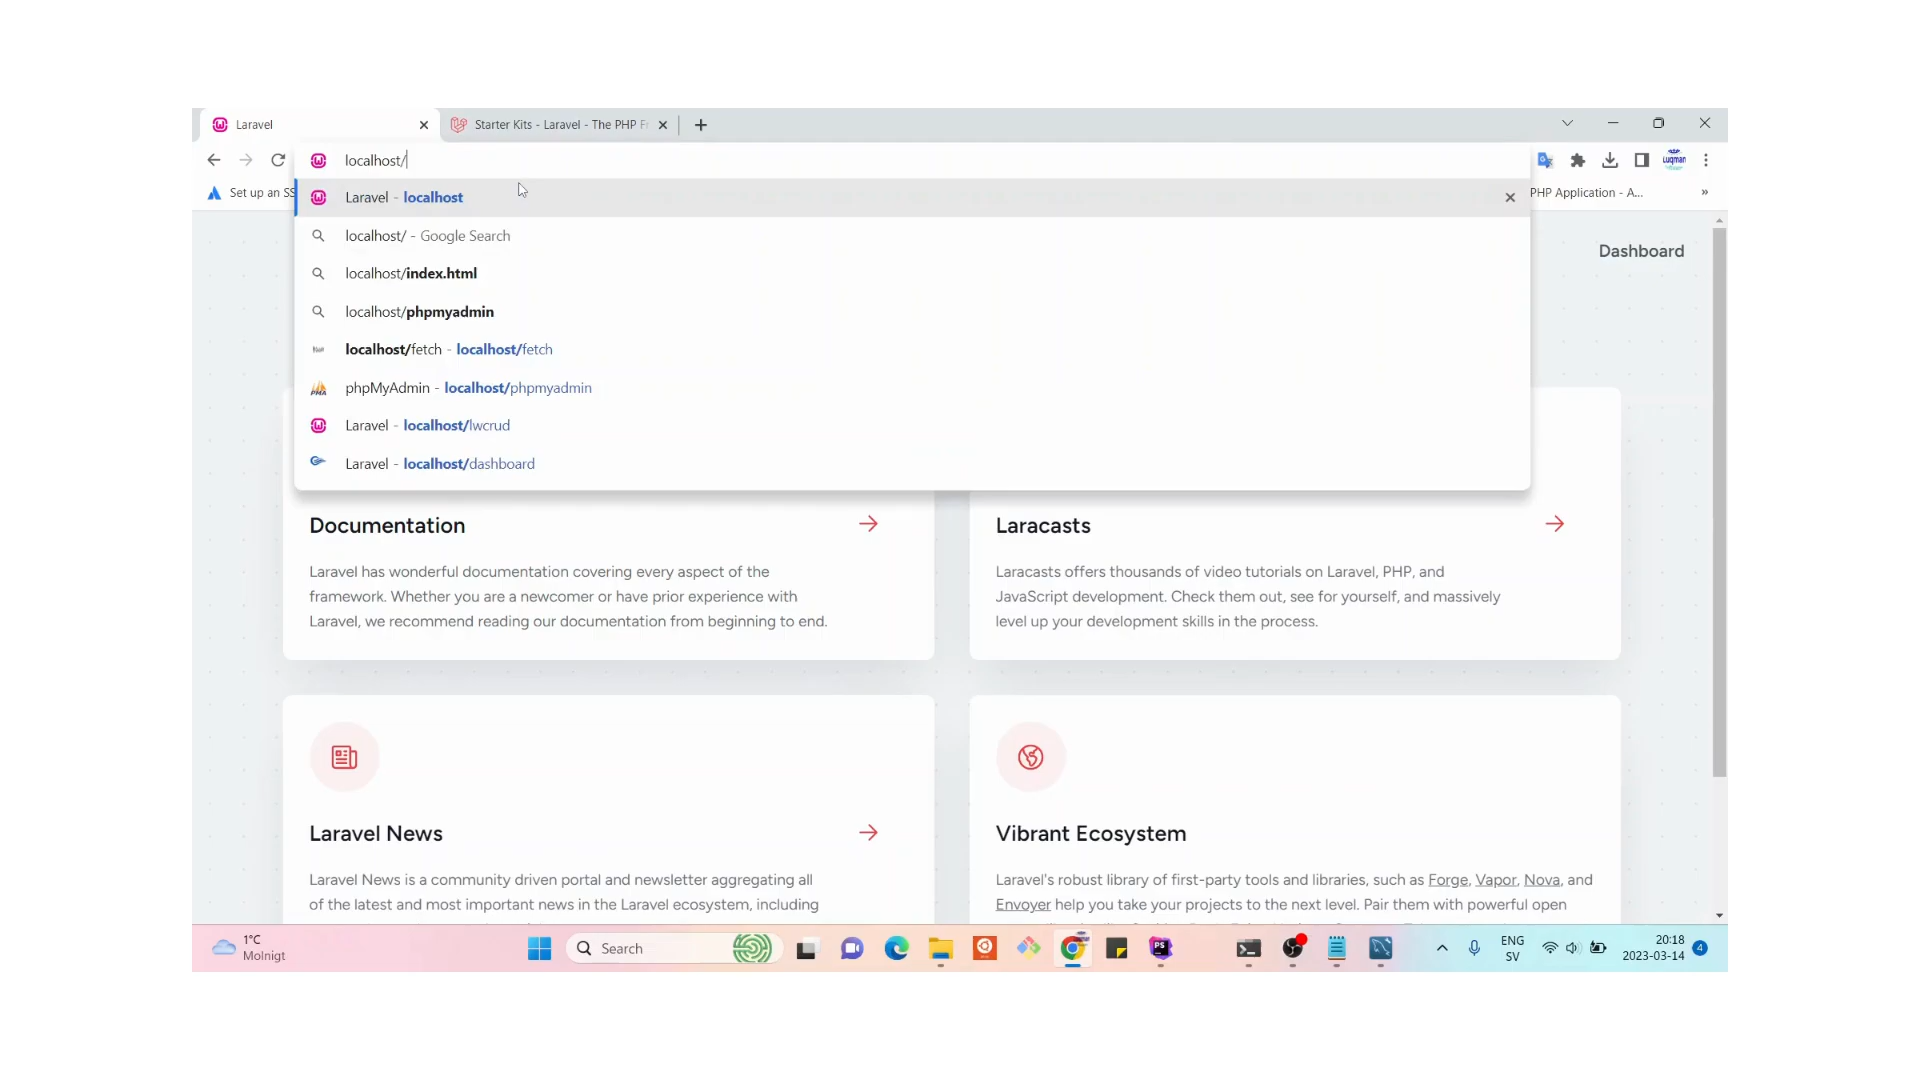 Laravel
Starter Kits - Laravel - The PHP Fr
localhost/
Luqman
Set up an SS
PHP Application - A...
»
Laravel - localhost
localhost/ - Google Search
localhost/index.html
localhost/phpmyadmin
localhost/fetch - localhost/fetch
phpMyAdmin - localhost/phpmyadmin
Laravel - localhost/lwcrud
Laravel - localhost/dashboard
Dashboard
Documentation
Laravel has wonderful documentation covering every aspect of the
framework. Whether you are a newcomer or have prior experience with
Laravel, we recommend reading our documentation from beginning to end.
Laracasts
Laracasts offers thousands of video tutorials on Laravel, PHP, and
JavaScript development. Check them out, see for yourself, and massively
level up your development skills in the process.
Laravel News
Laravel News is a community driven portal and newsletter aggregating all
of the latest and most important news in the Laravel ecosystem, including
Vibrant Ecosystem
Laravel's robust library of first-party tools and libraries, such as Forge, Vapor, Nova, and
Envoyer help you take your projects to the next level. Pair them with powerful open
1°C
Molnigt
Search
PS
ENG
SV
20:18
2023-03-14
4